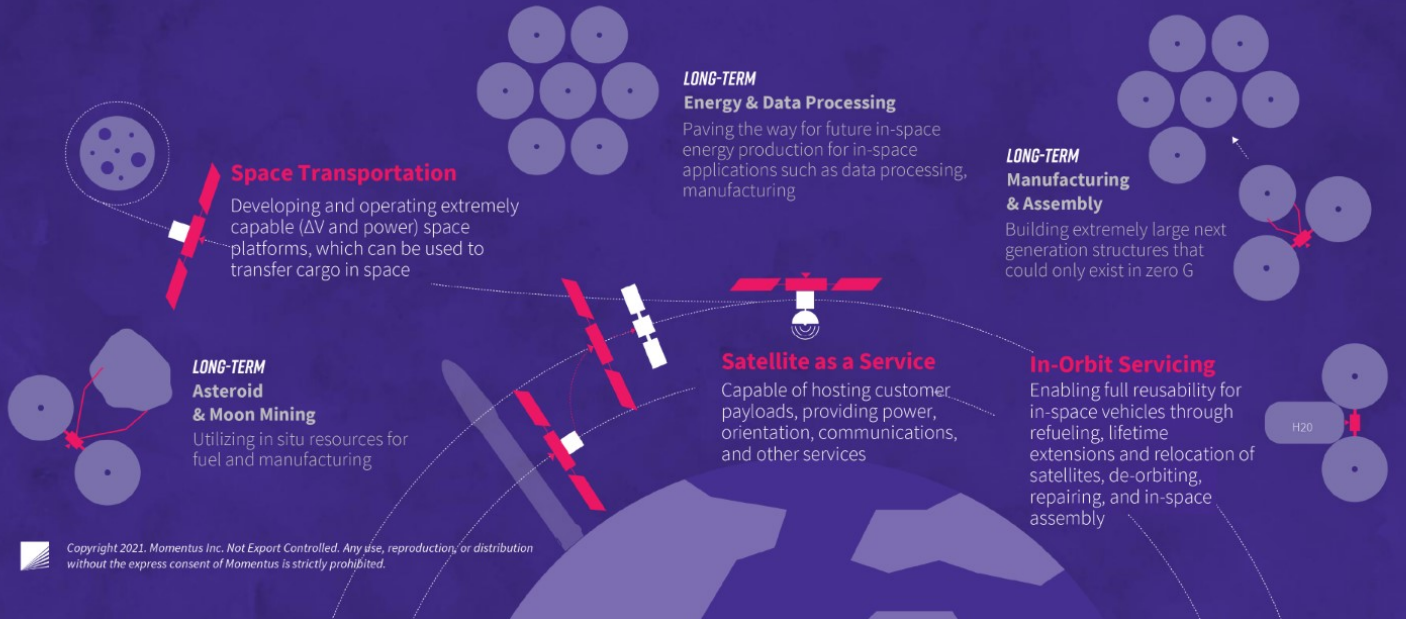 LONG-TERM
Energy & Data Processing
Paving the way for future in-space
energy production for in-space
applications such as data processing,
manufacturing
LONG-TERM
Manufacturing
& Assembly
Building extremely large next
generation structures that
could only exist in zero G
Space Transportation
Developing and operating extremely
capable (ΔV and power) space
platforms, which can be used to
transfer cargo in space
LONG-TERM
Asteroid
& Moon Mining
Utilizing in situ resources for
fuel and manufacturing
Satellite as a Service
Capable of hosting customer
payloads, providing power,
orientation, communications,
and other services
In-Orbit Servicing
Enabling full reusability for
in-space vehicles through
refueling, lifetime
extensions and relocation of
satellites, de-orbiting,
repairing, and in-space
assembly
H20
Copyright 2021. Momentus Inc. Not Export Controlled. Any use, reproduction, or distribution
without the express consent of Momentus is strictly prohibited.